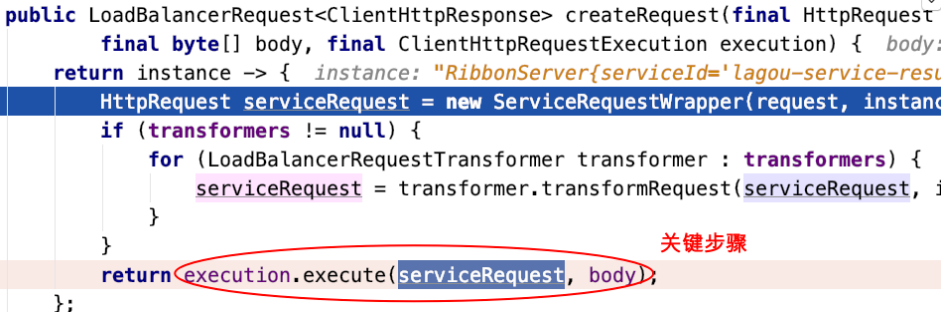 public LoadBalancerRequest<ClientHttpResponse> createRequest(final HttpRequest
final byte[] body, final ClientHttpRequestExecution execution) { body:
return instance -> { instance: "RibbonServer{serviceId='lagou-service-resu
HttpRequest serviceRequest = new ServiceRequestWrapper(request, instanc
if (transformers != null) {
for (LoadBalancerRequestTransformer transformer : transformers) {
serviceRequest = transformer.transformRequest(serviceRequest, i
}
}
关键步骤
return execution.execute(serviceRequest, body);
};